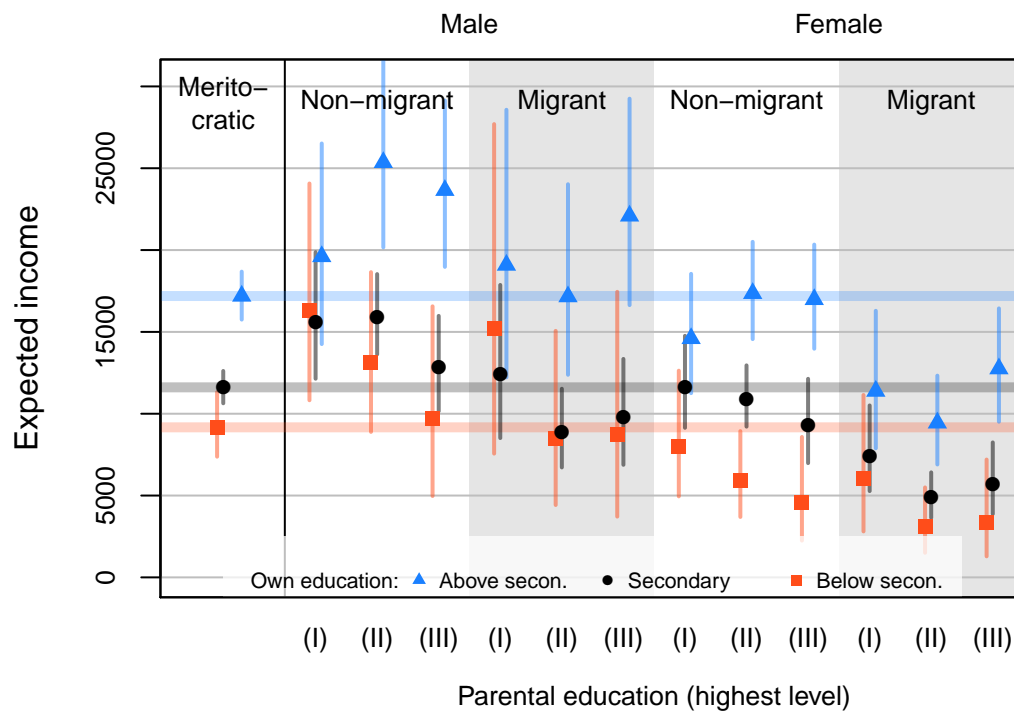 Male Female
Merito−
cratic
Non−migrant Migrant Non−migrant Migrant
Expected income
25000
15000
5000
0
Own education: Above secon. Secondary Below secon.
(I) (II) (III) (I) (II) (III) (I) (II) (III) (I) (II) (III)
Parental education (highest level)